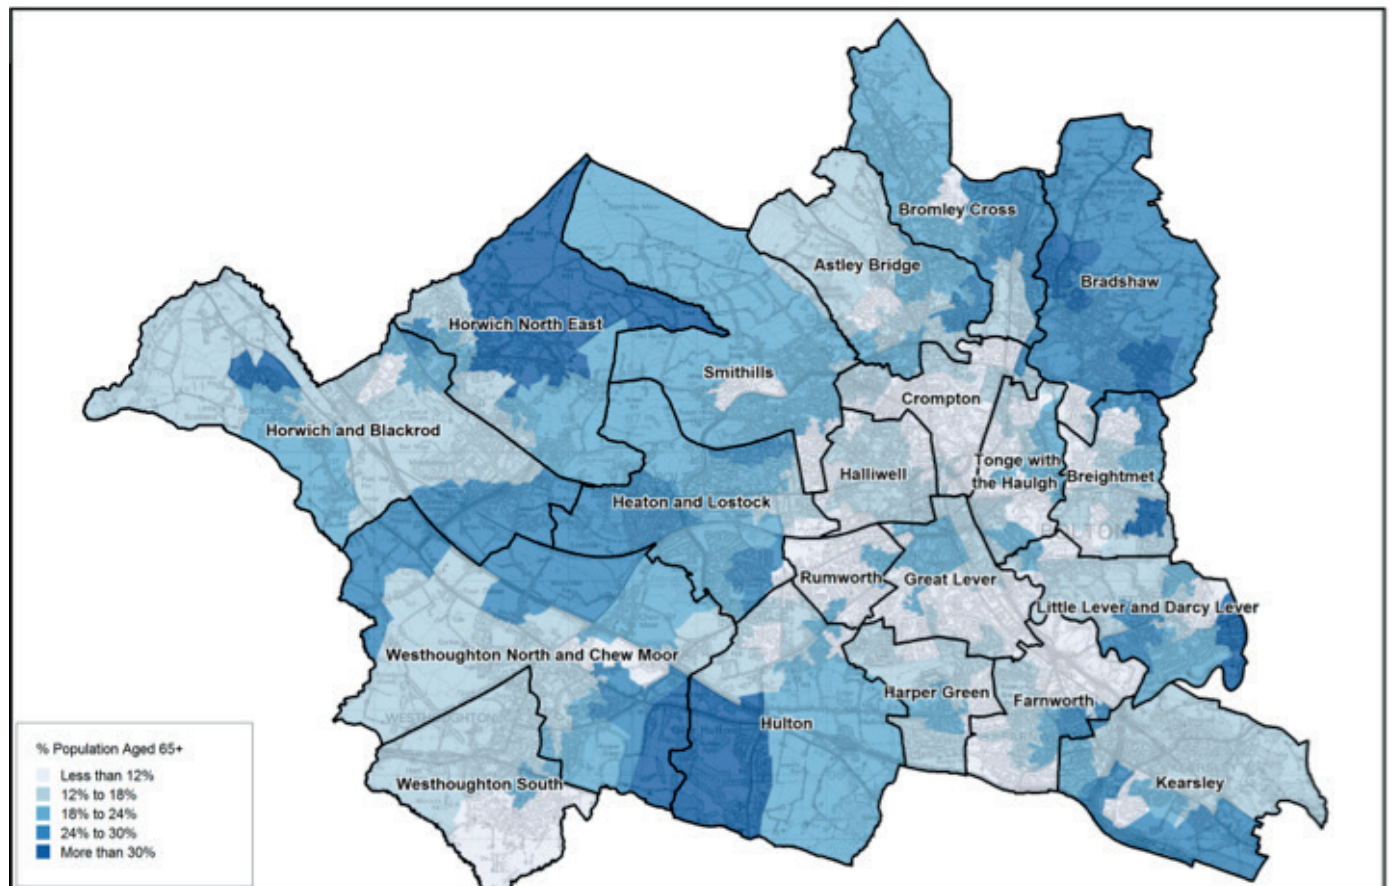 Bromley Cross
Astley Bridge
Bradshaw
Horwich North East
Smithills
Crompton
Horwich and Blackrod
Halliwell
Tonge with
the Haulgh
Breightmet
Heaton and Lostock
BOLTON
Rumworth
Great Lever
Little Lever and Darcy Lever
Westhoughton North and Chew Moor
Harper Green
Farnworth
WESTHOUGHTON
Hulton
% Population Aged 65+
Less than 12%
12% to 18%
18% to 24%
24% to 30%
More than 30%
Westhoughton South
Kearsley